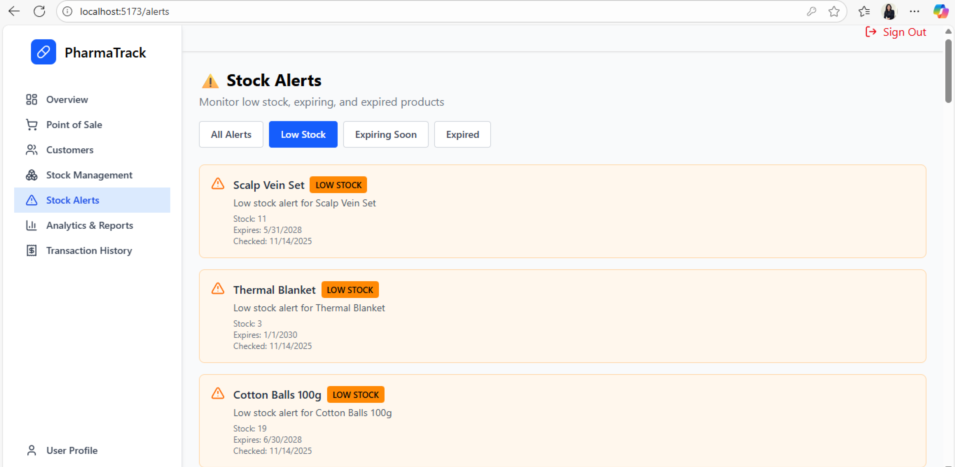 localhost:5173/alerts
PharmaTrack
Sign Out
Overview
Point of Sale
Customers
Stock Management
Stock Alerts
Analytics & Reports
Transaction History
User Profile
Stock Alerts
Monitor low stock, expiring, and expired products
All Alerts Low Stock Expiring Soon Expired
Scalp Vein Set LOW STOCK
Low stock alert for Scalp Vein Set
Stock: 11
Expires: 5/31/2028
Checked: 11/14/2025
Thermal Blanket LOW STOCK
Low stock alert for Thermal Blanket
Stock: 3
Expires: 1/1/2030
Checked: 11/14/2025
Cotton Balls 100g LOW STOCK
Low stock alert for Cotton Balls 100g
Stock: 19
Expires: 6/30/2028
Checked: 11/14/2025